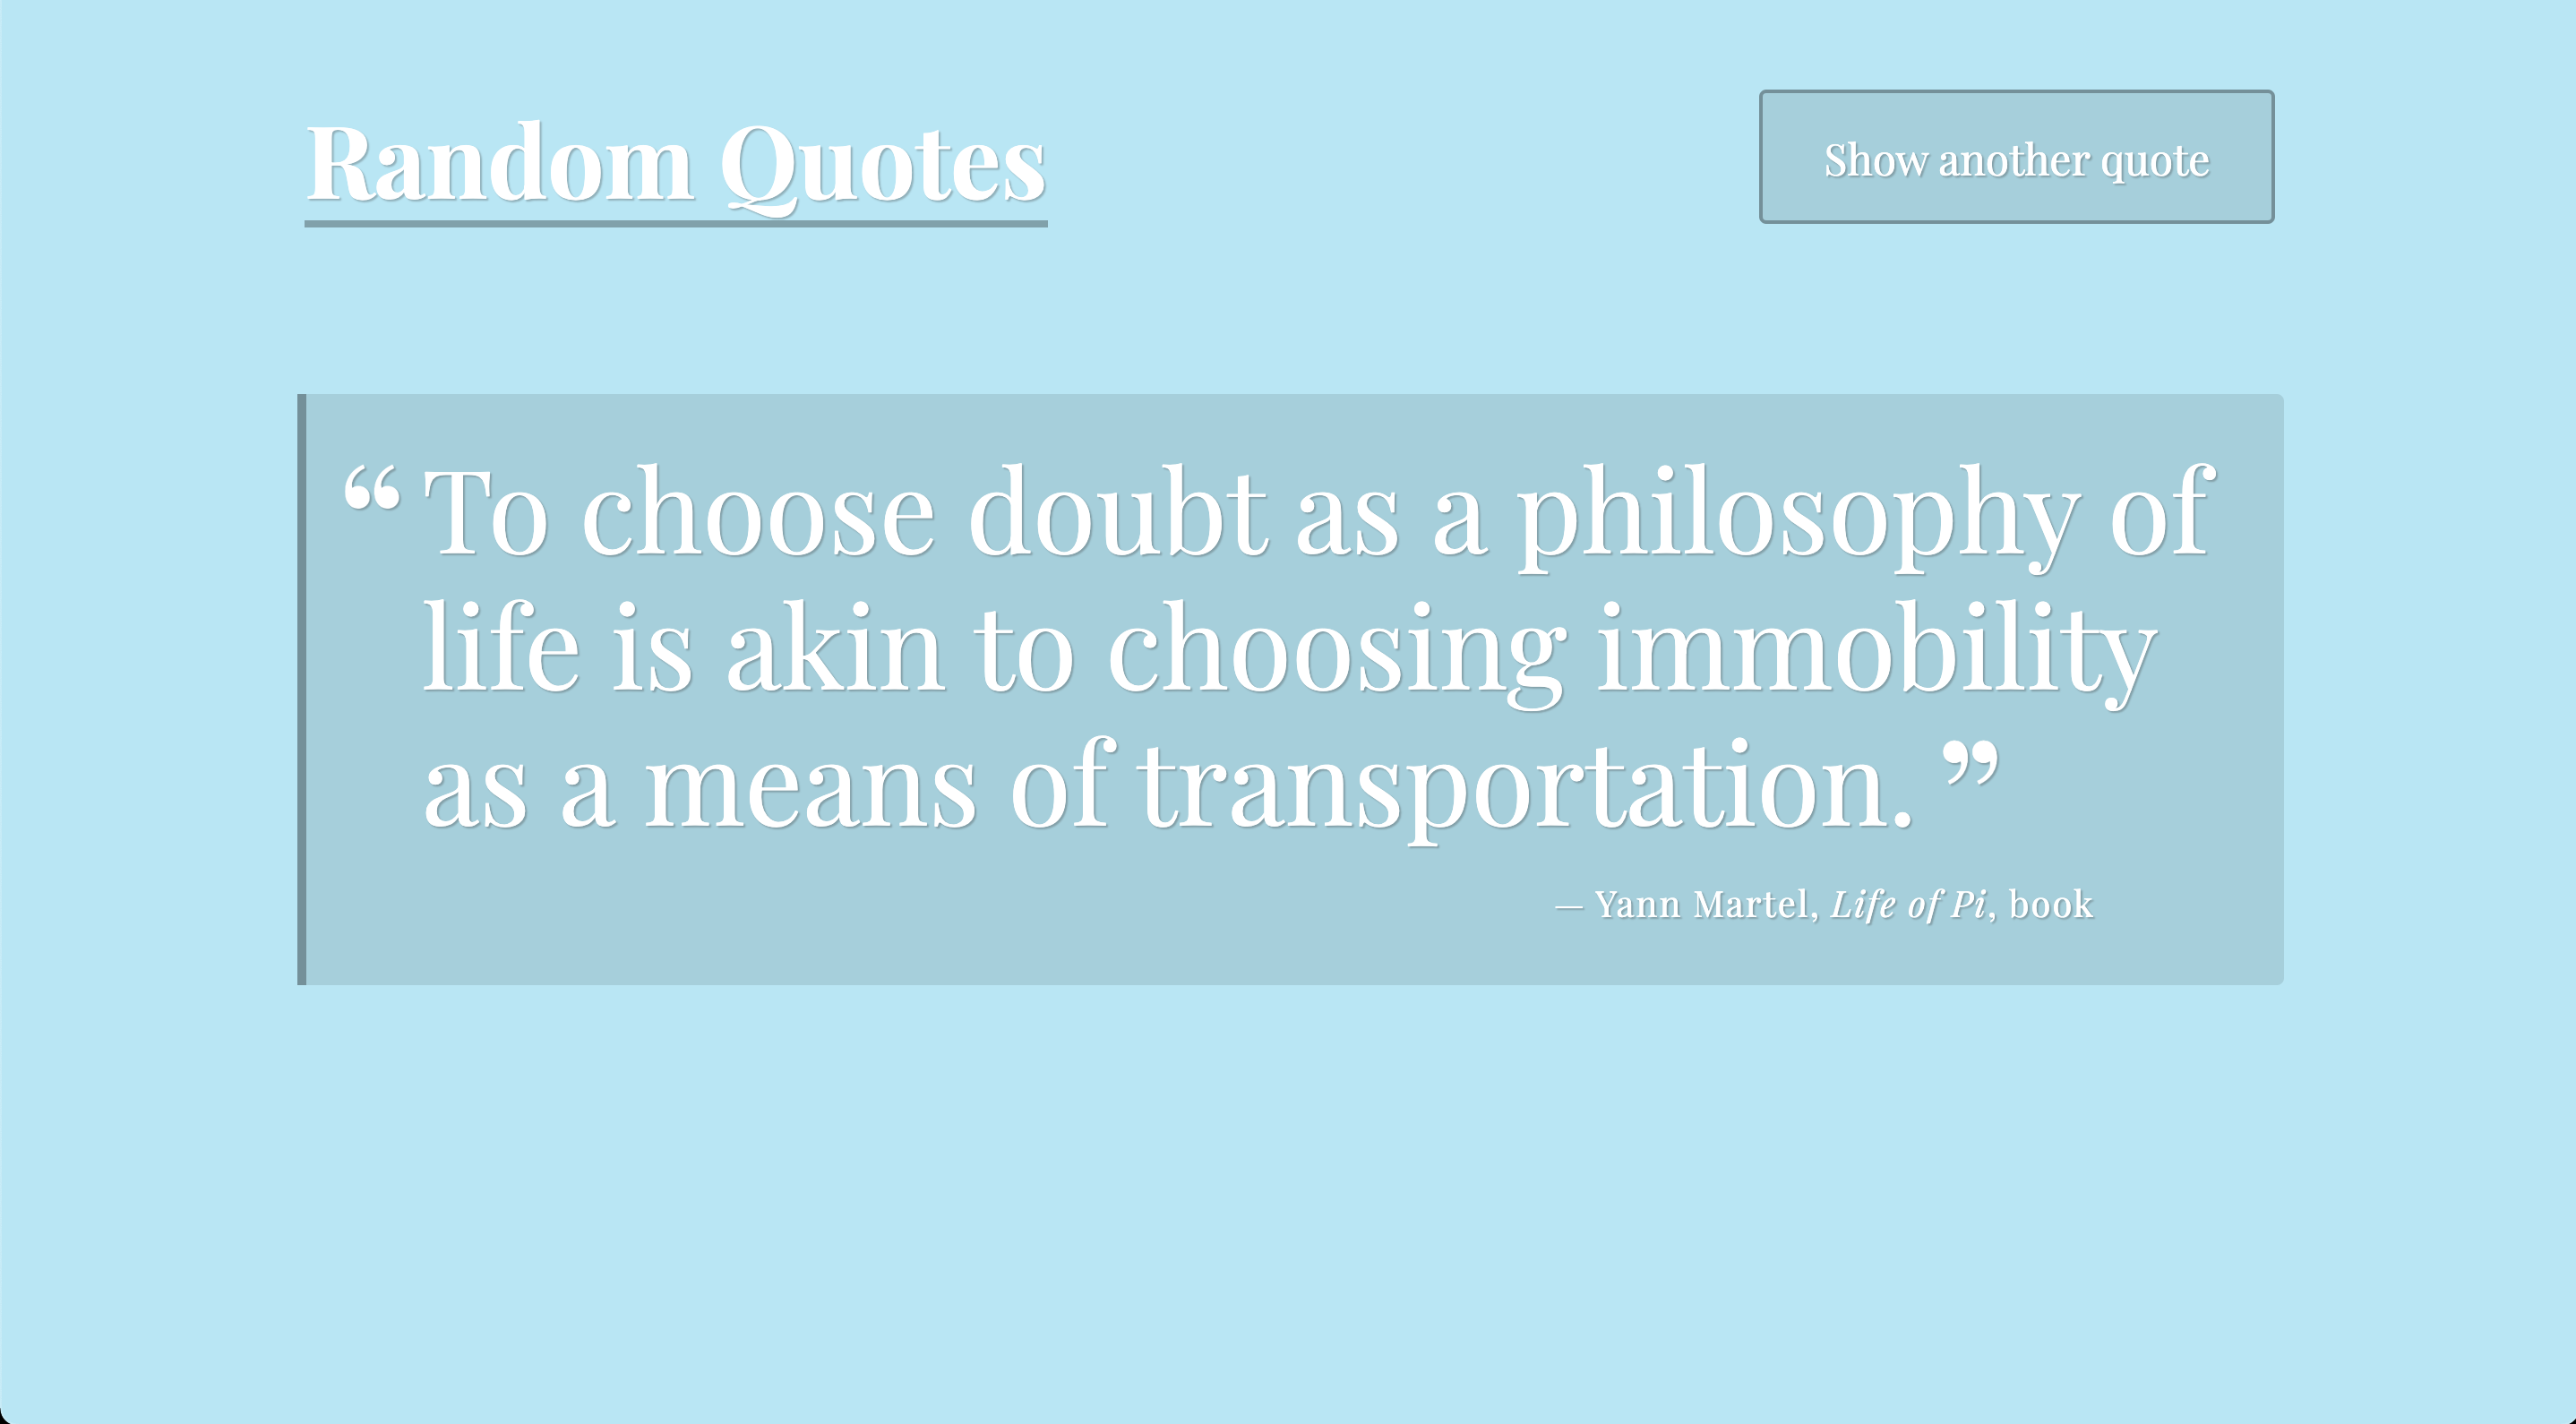 Random Quotes
Show another quote
“ To choose doubt as a philosophy of
life is akin to choosing immobility
as a means of transportation. ”
— Yann Martel, Life of Pi, book